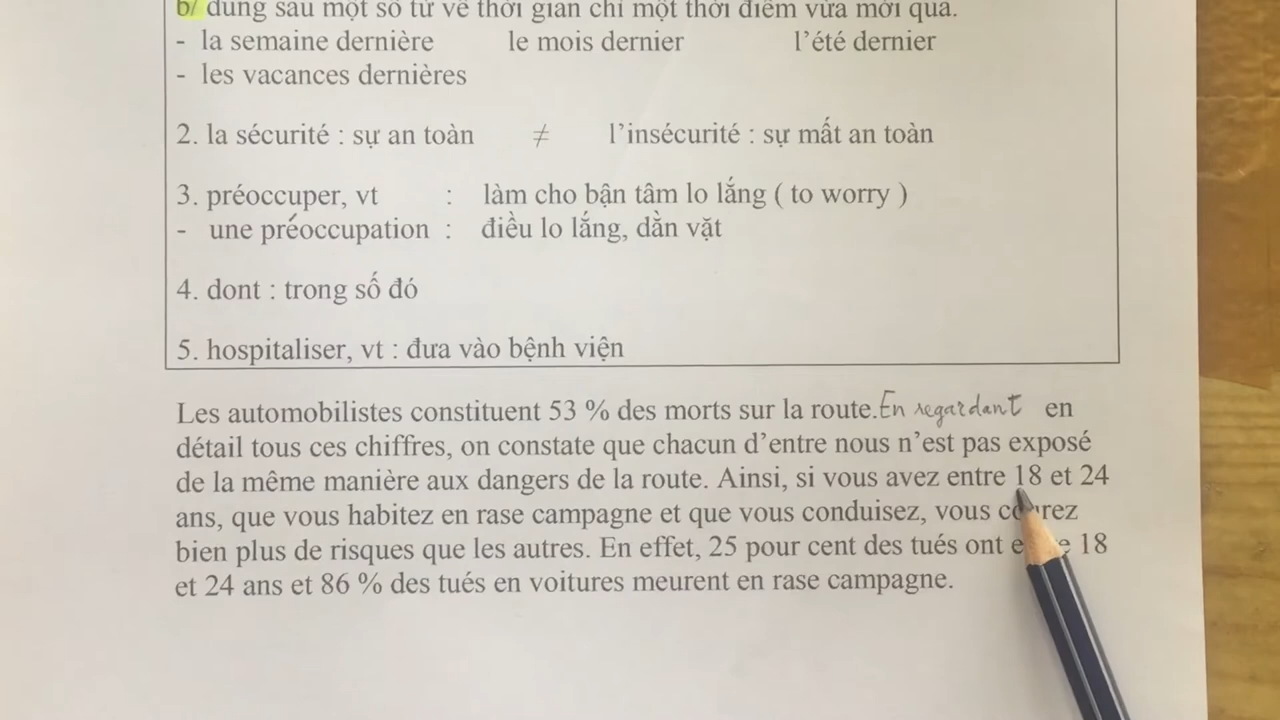 b/ dùng sau một số từ về thời gian chỉ một thời điểm vừa mới qua.
- la semaine dernière le mois dernier l'été dernier
- les vacances dernières
2. la sécurité : sự an toàn ≠ l'insécurité : sự mất an toàn
3. préoccuper, vt : làm cho bận tâm lo lắng ( to worry )
- une préoccupation : điều lo lắng, dằn vặt
4. dont : trong số đó
5. hospitaliser, vt : đưa vào bệnh viện
Les automobilistes constituent 53 % des morts sur la route. En regardant en
détail tous ces chiffres, on constate que chacun d'entre nous n'est pas exposé
de la même manière aux dangers de la route. Ainsi, si vous avez entre 18 et 24
ans, que vous habitez en rase campagne et que vous conduisez, vous courez
bien plus de risques que les autres. En effet, 25 pour cent des tués ont entre 18
et 24 ans et 86 % des tués en voitures meurent en rase campagne.